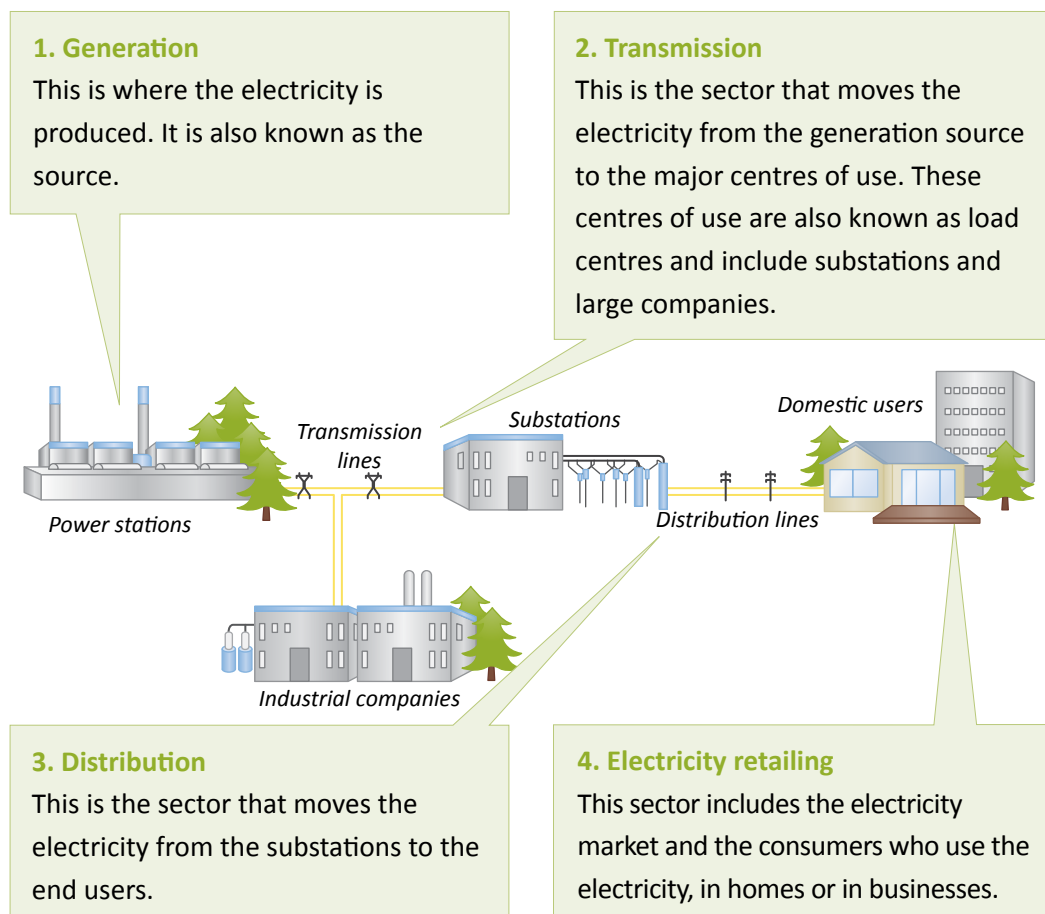 1. Generation
This is where the electricity is
produced. It is also known as the
source.
2. Transmission
This is the sector that moves the
electricity from the generation source
to the major centres of use. These
centres of use are also known as load
centres and include substations and
large companies.
Power stations
Transmission
lines
Substations
Distribution lines
Domestic users
Industrial companies
3. Distribution
This is the sector that moves the
electricity from the substations to the
end users.
4. Electricity retailing
This sector includes the electricity
market and the consumers who use the
electricity, in homes or in businesses.